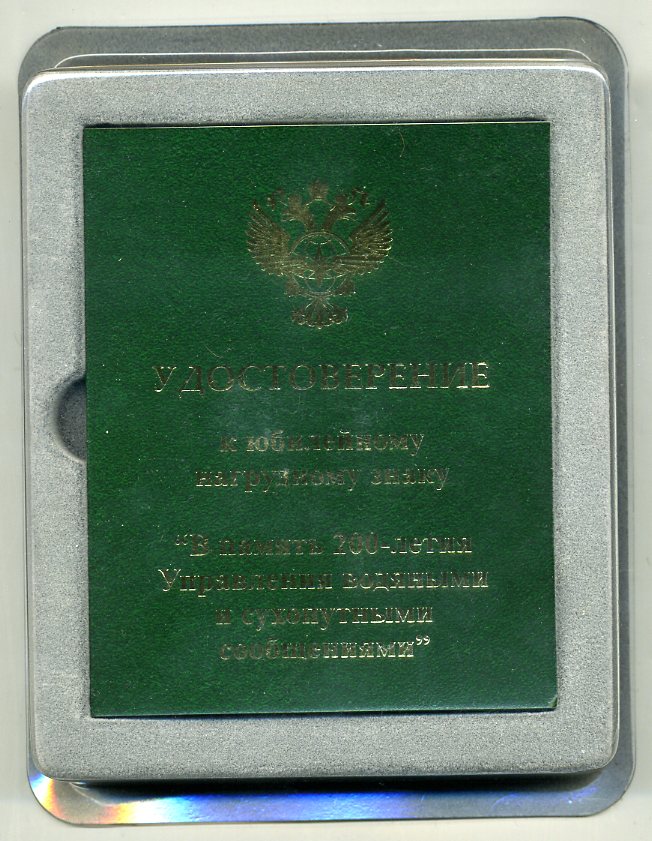 УДОСТОВЕРЕНИЕ
к юбилейному
нагрудному знаку
“В память 200-летия
Управления водяными
и сухопутными
сообщениями”